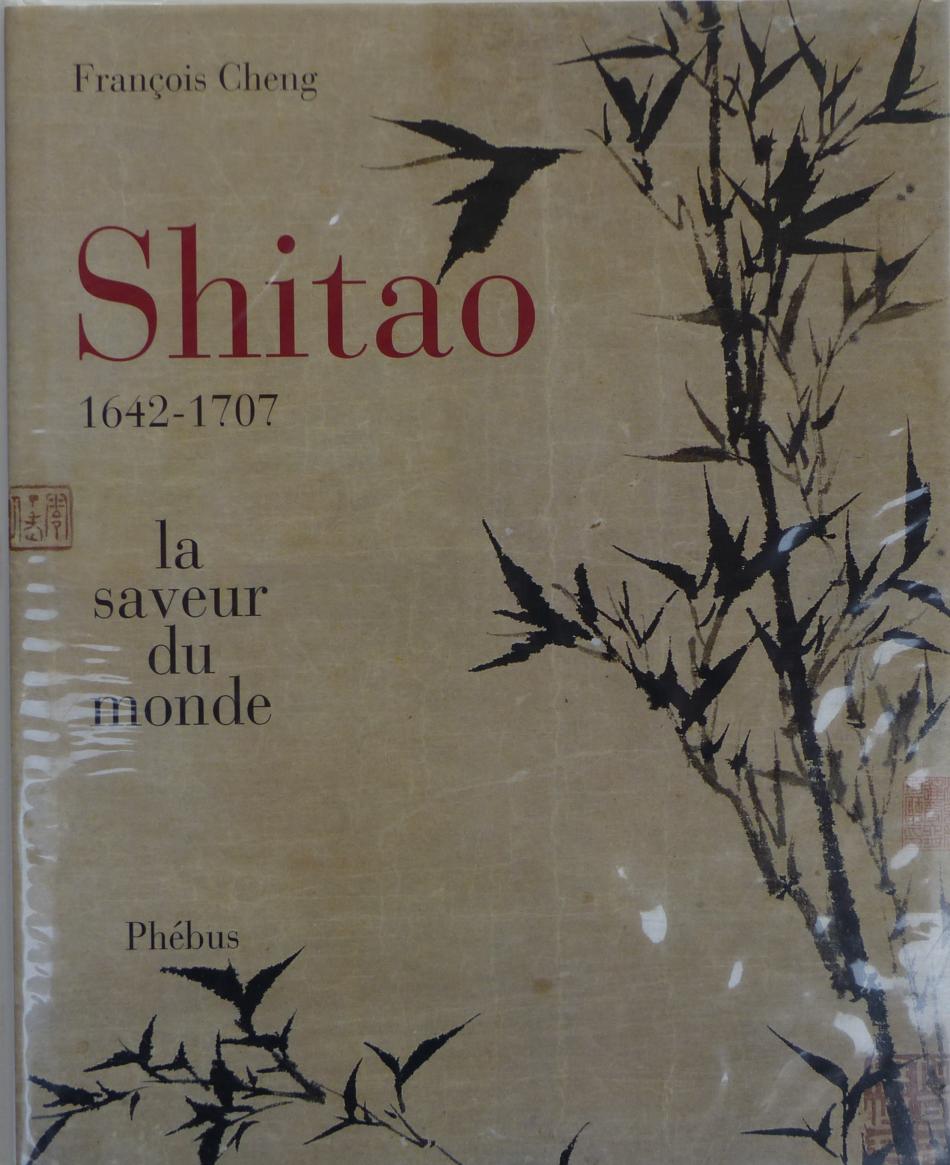 François Cheng
Shitao
1642-1707
la
saveur
du
monde
Phébus